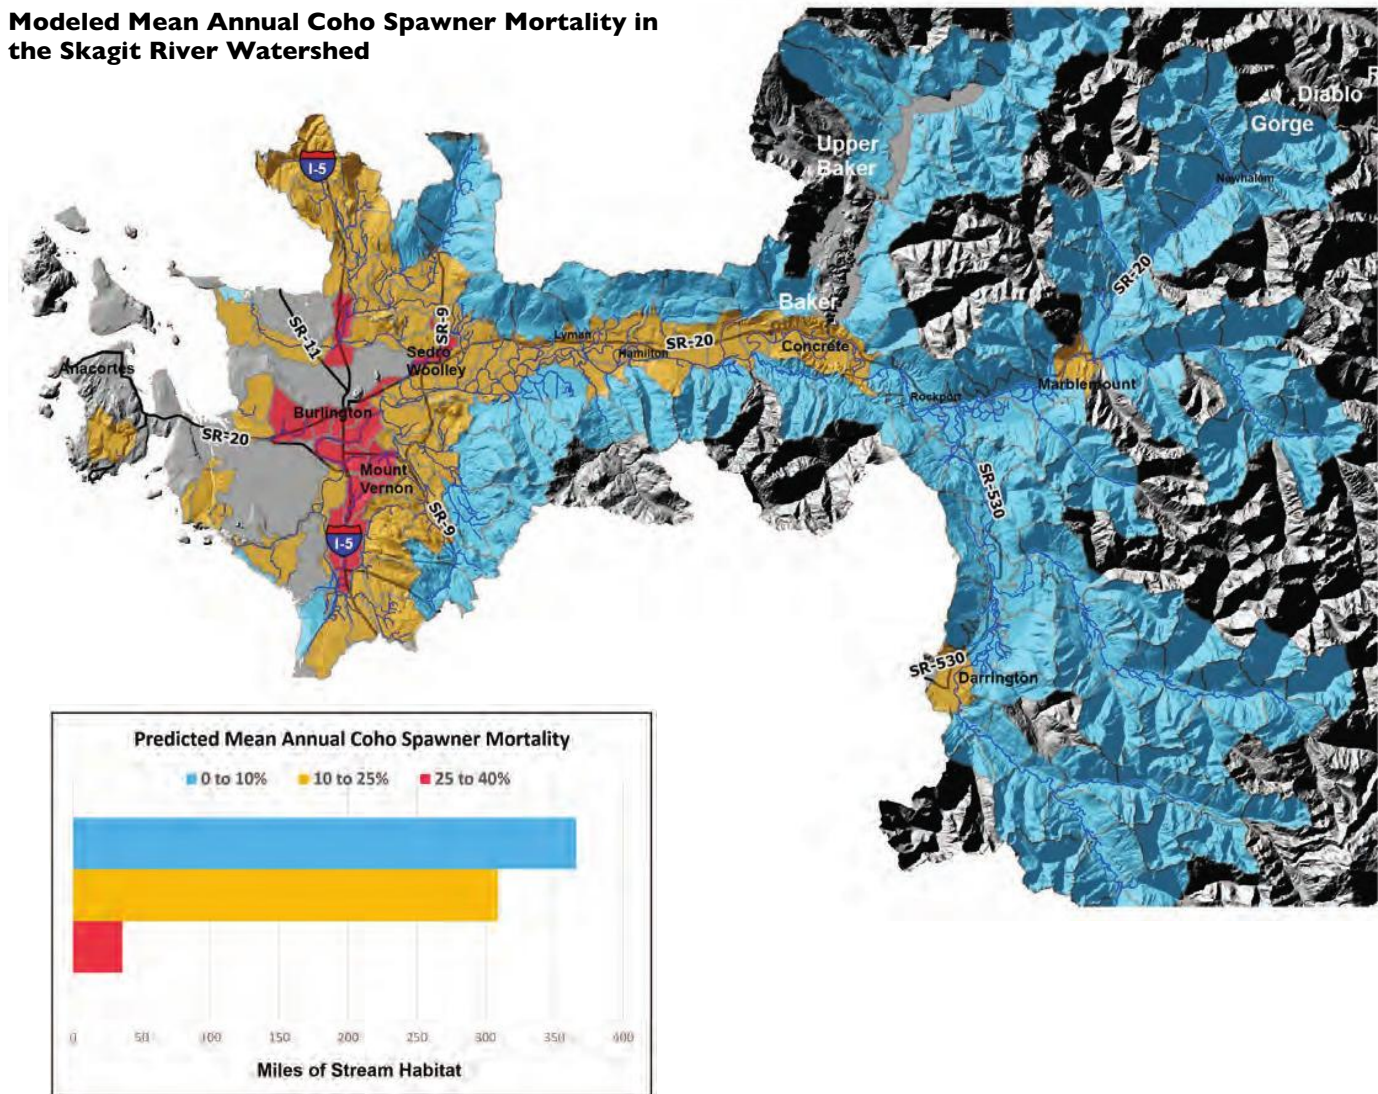 Modeled Mean Annual Coho Spawner Mortality in
the Skagit River Watershed
Diablo
Gorge
Upper
Baker
Newhalem
I-5
SR-20
Baker
SR-9
SR-11
Lyman
SR-20
Hamilton
Concrete
Sedro
Woolley
Anacortes
Marblemount
Rockport
Burlington
SR-20
Mount
Vernon
SR-530
SR-9
I-5
SR-530
Darrington
Predicted Mean Annual Coho Spawner Mortality
0 to 10% 10 to 25% 25 to 40%
0 50 100 150 200 250 300 350 400
Miles of Stream Habitat